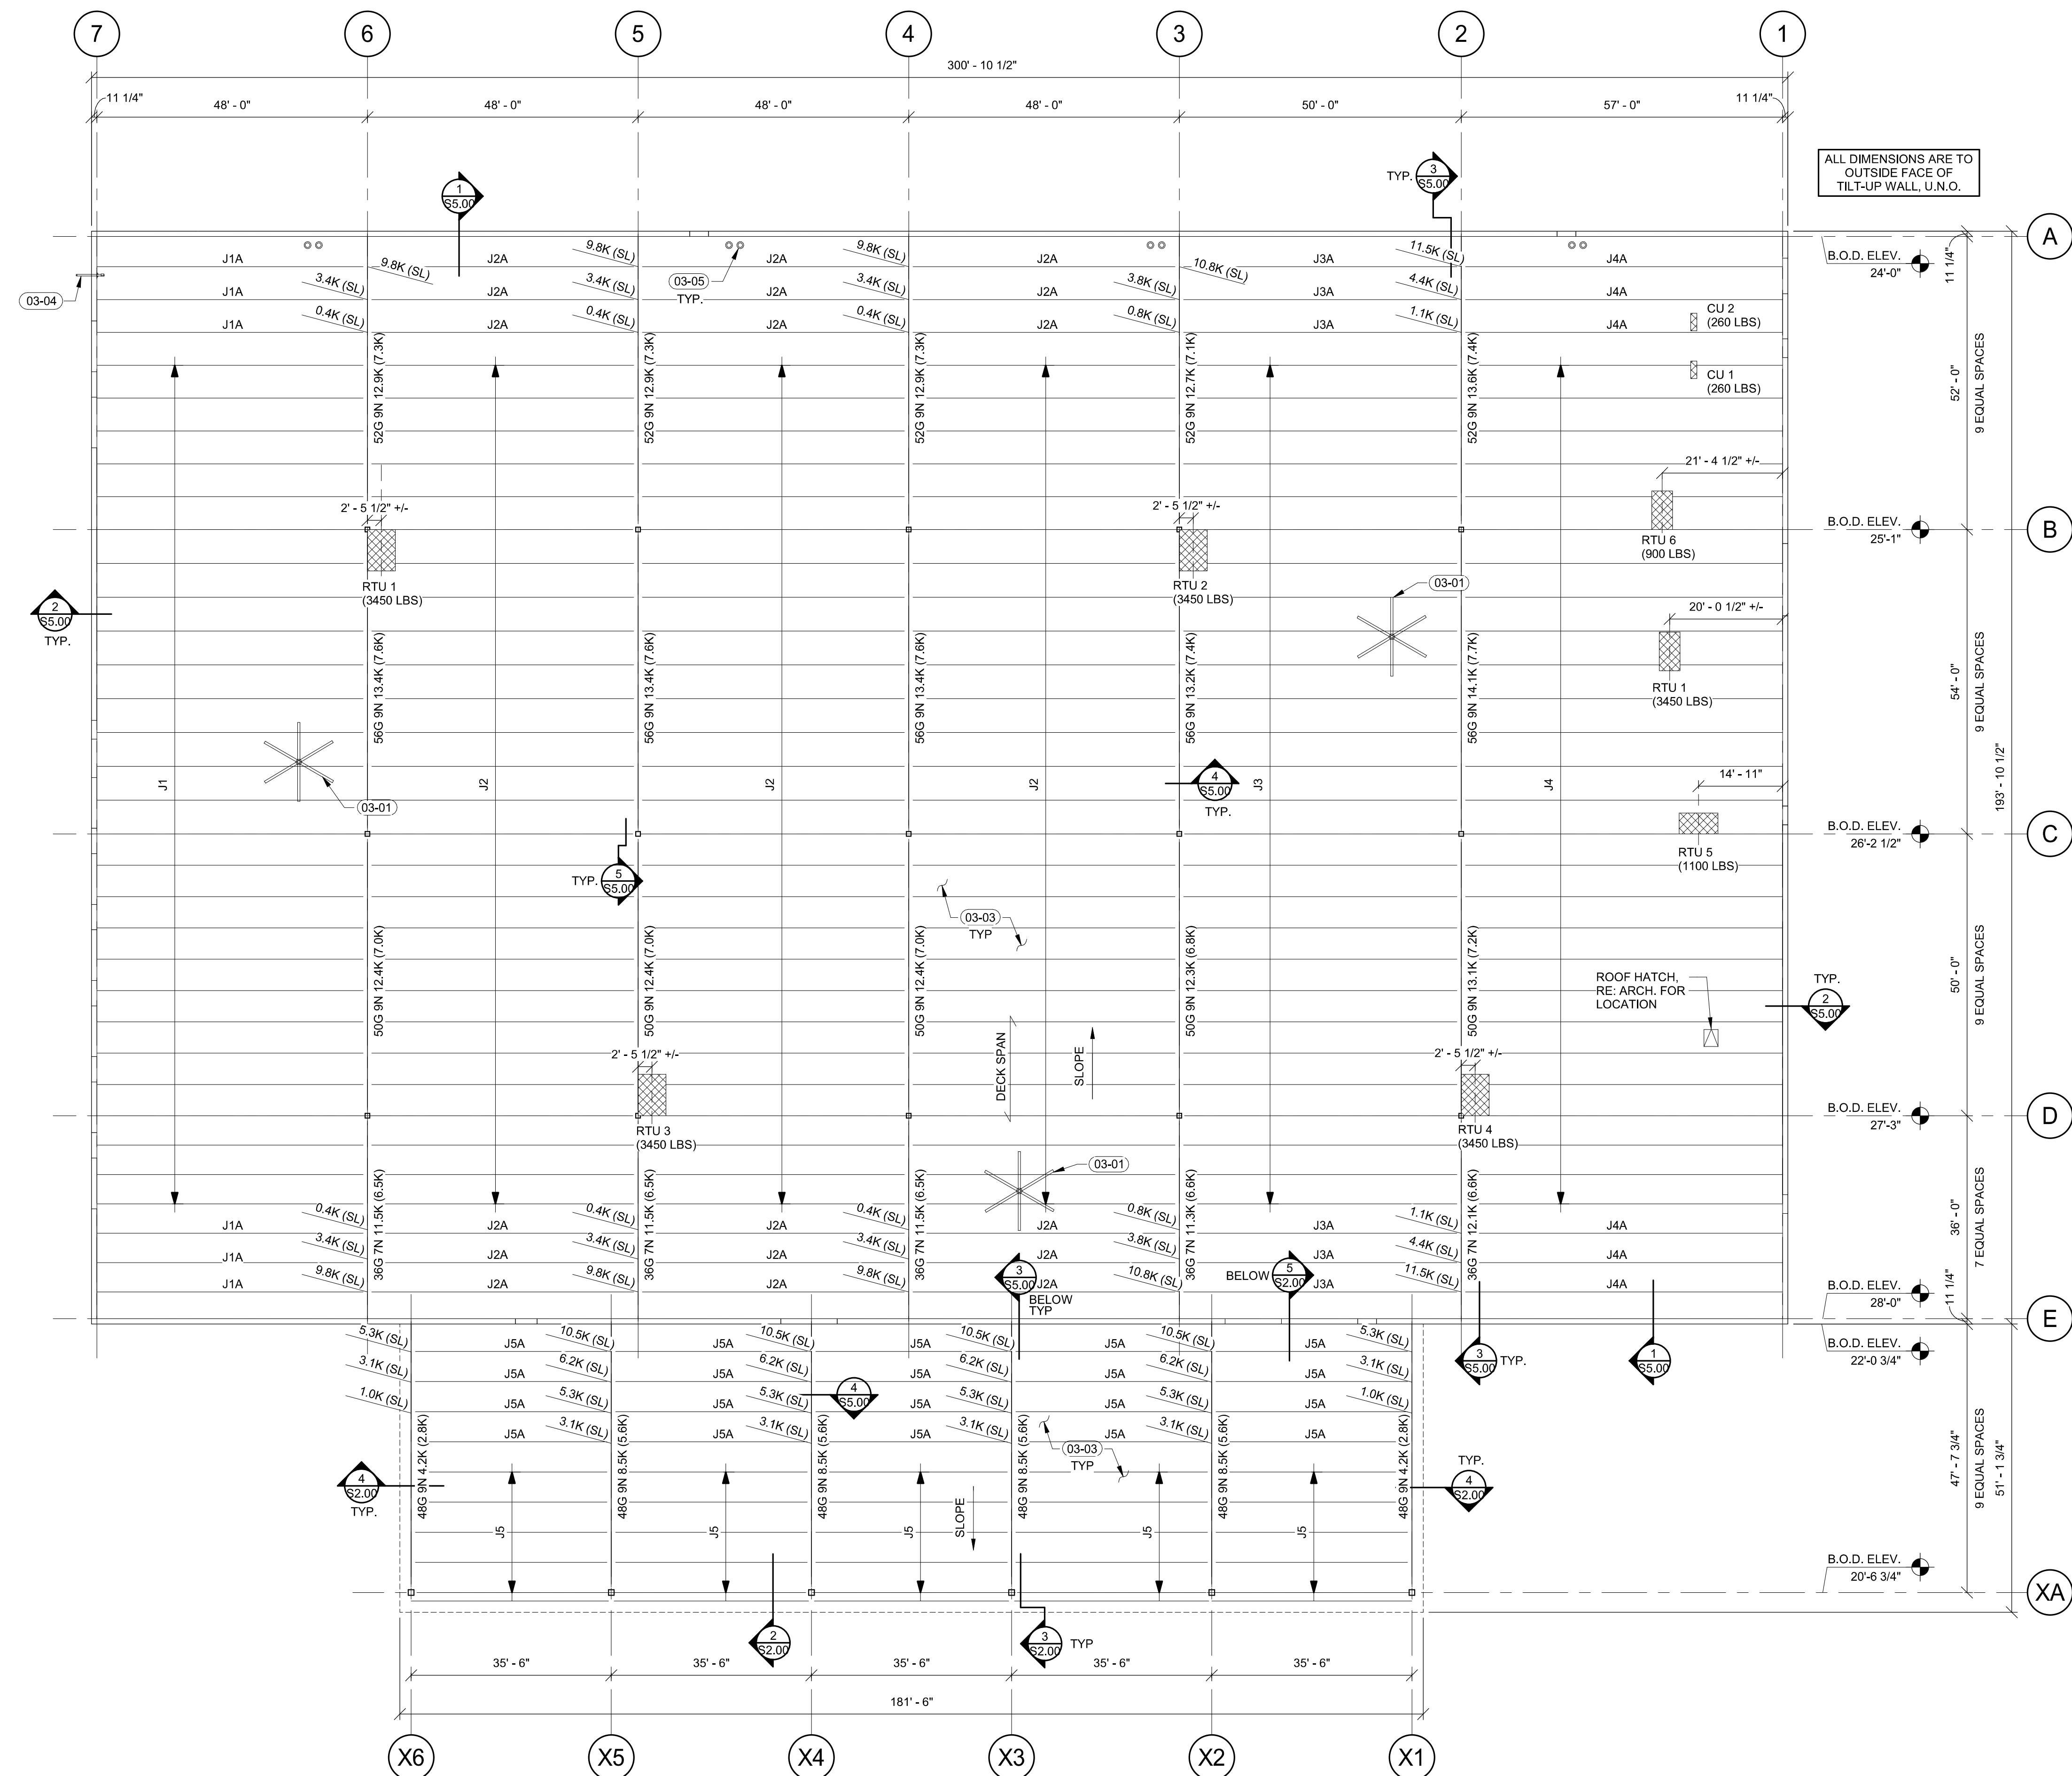 7
6
5
4
3
2
1
300' - 10 1/2"
11 1/4"
48' - 0"
48' - 0"
48' - 0"
48' - 0"
50' - 0"
57' - 0"
11 1/4"
ALL DIMENSIONS ARE TO
OUTSIDE FACE OF
TILT-UP WALL, U.N.O.
1
S5.00
TYP.
3
S5.00
A
B.O.D. ELEV.
24'-0"
11 1/4"
03-04
J1A
9.8K (SL)
J2A
9.8K (SL)
J2A
9.8K (SL)
J2A
10.8K (SL)
J3A
11.5K (SL)
J4A
03-05
TYP.
J1A
3.4K (SL)
J2A
3.4K (SL)
J2A
3.4K (SL)
J2A
3.8K (SL)
J3A
4.4K (SL)
J4A
J1A
0.4K (SL)
J2A
0.4K (SL)
J2A
0.4K (SL)
J2A
0.8K (SL)
J3A
1.1K (SL)
J4A
CU 2
(260 LBS)
CU 1
(260 LBS)
52G 9N 12.9K (7.3K)
52G 9N 12.9K (7.3K)
52G 9N 12.9K (7.3K)
52G 9N 12.7K (7.1K)
52G 9N 13.6K (7.4K)
52' - 0"
9 EQUAL SPACES
21' - 4 1/2" +/-
2' - 5 1/2" +/-
2' - 5 1/2" +/-
B.O.D. ELEV.
25'-1"
B
RTU 6
(900 LBS)
RTU 1
(3450 LBS)
RTU 2
(3450 LBS)
03-01
20' - 0 1/2" +/-
2
S5.00
TYP.
56G 9N 13.4K (7.6K)
56G 9N 13.4K (7.6K)
56G 9N 13.4K (7.6K)
56G 9N 13.2K (7.4K)
56G 9N 14.1K (7.7K)
RTU 1
(3450 LBS)
54' - 0"
9 EQUAL SPACES
193' - 10 1/2"
03-01
J1
J2
J2
J2
4
S5.00
TYP.
J3
J4
14' - 11"
B.O.D. ELEV.
26'-2 1/2"
C
RTU 5
(1100 LBS)
TYP.
5
S5.00
03-03
TYP
50G 9N 12.4K (7.0K)
50G 9N 12.4K (7.0K)
50G 9N 12.4K (7.0K)
50G 9N 12.3K (6.8K)
50G 9N 13.1K (7.2K)
ROOF HATCH,
RE: ARCH. FOR
LOCATION
TYP.
2
S5.00
50' - 0"
9 EQUAL SPACES
2' - 5 1/2" +/-
DECK SPAN
SLOPE
2' - 5 1/2" +/-
B.O.D. ELEV.
27'-3"
D
RTU 3
(3450 LBS)
RTU 4
(3450 LBS)
03-01
36G 7N 11.5K (6.5K)
36G 7N 11.5K (6.5K)
36G 7N 11.5K (6.5K)
36G 7N 11.3K (6.6K)
36G 7N 12.1K (6.6K)
36' - 0"
7 EQUAL SPACES
J1A
0.4K (SL)
J2A
0.4K (SL)
J2A
0.4K (SL)
J2A
0.8K (SL)
J3A
1.1K (SL)
J4A
J1A
3.4K (SL)
J2A
3.4K (SL)
J2A
3.4K (SL)
J2A
3.8K (SL)
J3A
4.4K (SL)
J4A
J1A
9.8K (SL)
J2A
9.8K (SL)
J2A
9.8K (SL)
J2A
10.8K (SL)
J3A
11.5K (SL)
J4A
3
S5.00
BELOW
TYP
BELOW
5
S2.00
B.O.D. ELEV.
28'-0"
11 1/4"
E
B.O.D. ELEV.
22'-0 3/4"
5.3K (SL)
J5A
10.5K (SL)
J5A
10.5K (SL)
J5A
10.5K (SL)
J5A
10.5K (SL)
J5A
5.3K (SL)
3
S5.00
TYP.
1
S5.00
3.1K (SL)
J5A
6.2K (SL)
J5A
6.2K (SL)
J5A
6.2K (SL)
J5A
6.2K (SL)
J5A
3.1K (SL)
4
S5.00
1.0K (SL)
J5A
5.3K (SL)
J5A
5.3K (SL)
J5A
5.3K (SL)
J5A
5.3K (SL)
J5A
1.0K (SL)
J5A
3.1K (SL)
J5A
3.1K (SL)
J5A
3.1K (SL)
J5A
3.1K (SL)
J5A
03-03
TYP
48G 9N 4.2K (2.8K)
48G 9N 8.5K (5.6K)
48G 9N 8.5K (5.6K)
48G 9N 8.5K (5.6K)
48G 9N 8.5K (5.6K)
48G 9N 4.2K (2.8K)
4
S2.00
TYP.
TYP.
4
S2.00
47' - 7 3/4"
9 EQUAL SPACES
51' - 1 3/4"
J5
J5
J5
SLOPE
J5
J5
B.O.D. ELEV.
20'-6 3/4"
XA
2
S2.00
3
S2.00
TYP
35' - 6"
35' - 6"
35' - 6"
35' - 6"
35' - 6"
181' - 6"
X6
X5
X4
X3
X2
X1